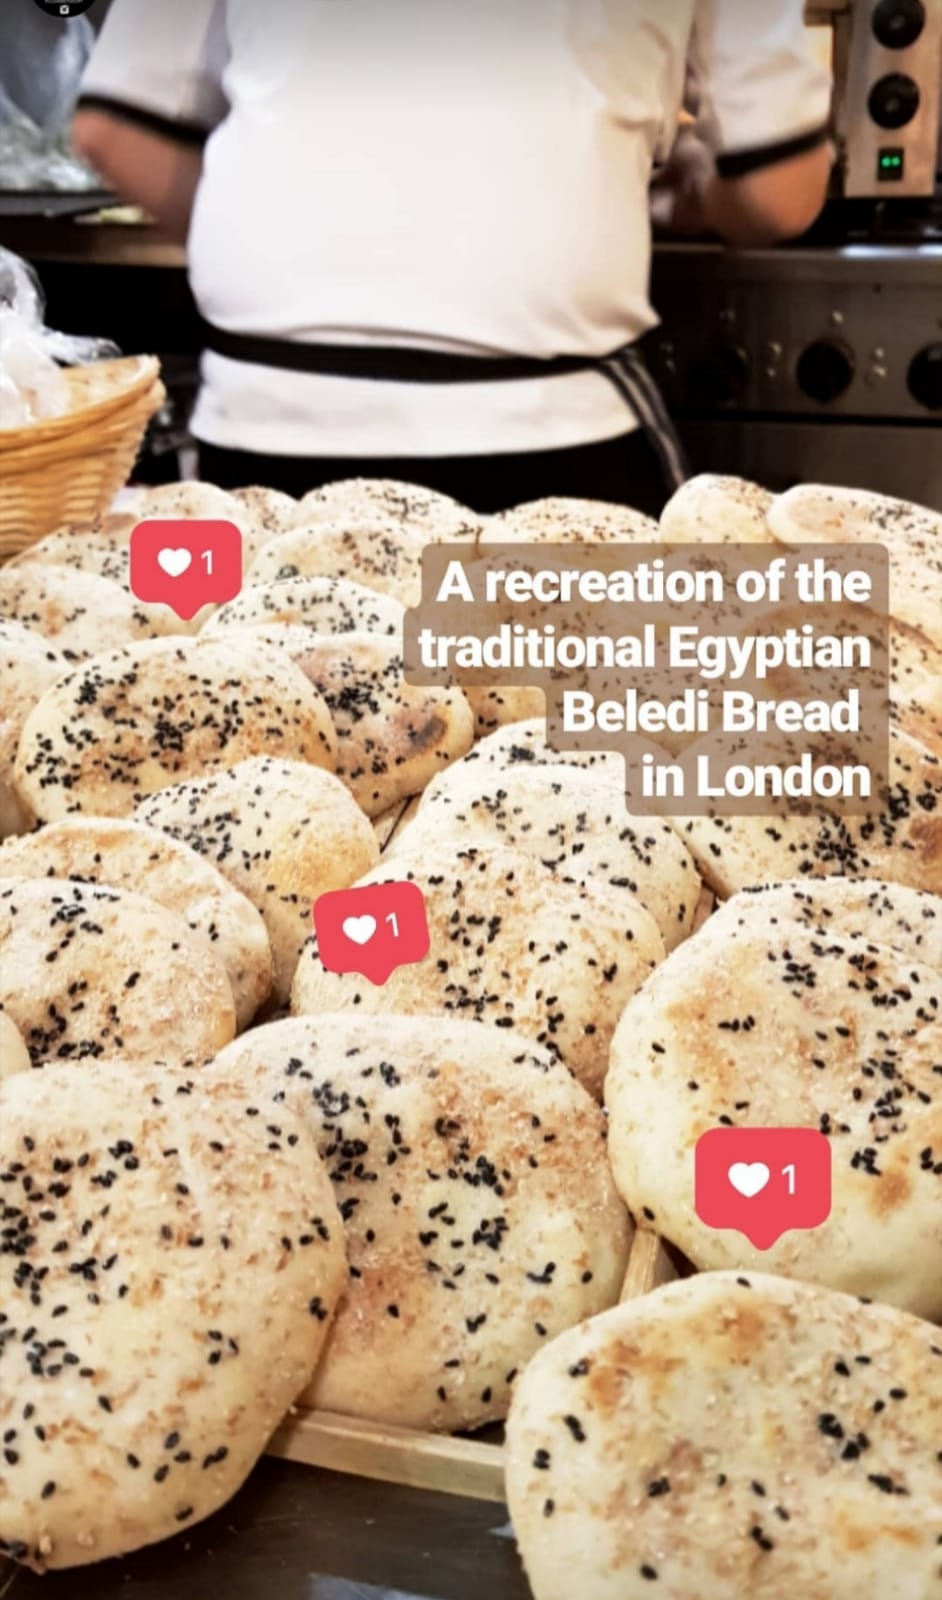 1
A recreation of the
traditional Egyptian
Beledi Bread
in London
1
1